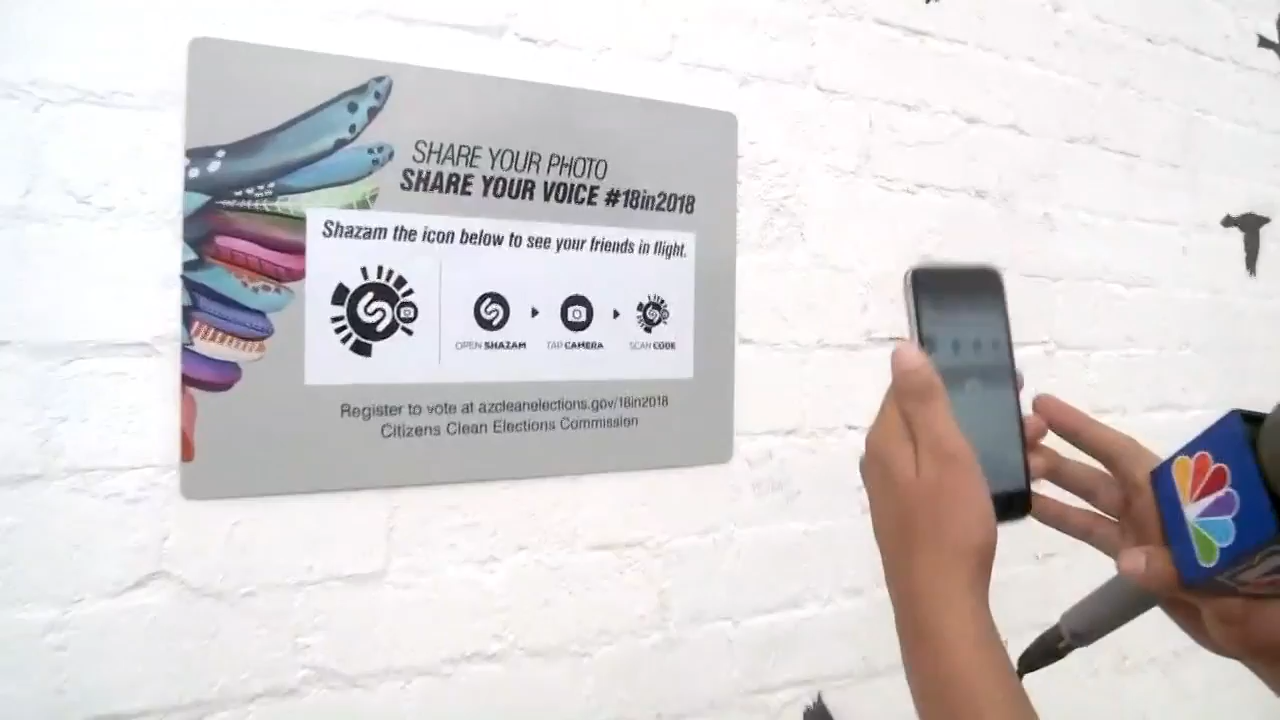 SHARE YOUR PHOTO
SHARE YOUR VOICE #18in2018
Shazam the icon below to see your friends in flight.
OPEN SHAZAM
TAP CAMERA
SCAN CODE
Register to vote at azcleanelections.gov/18in2018
Citizens Clean Elections Commission